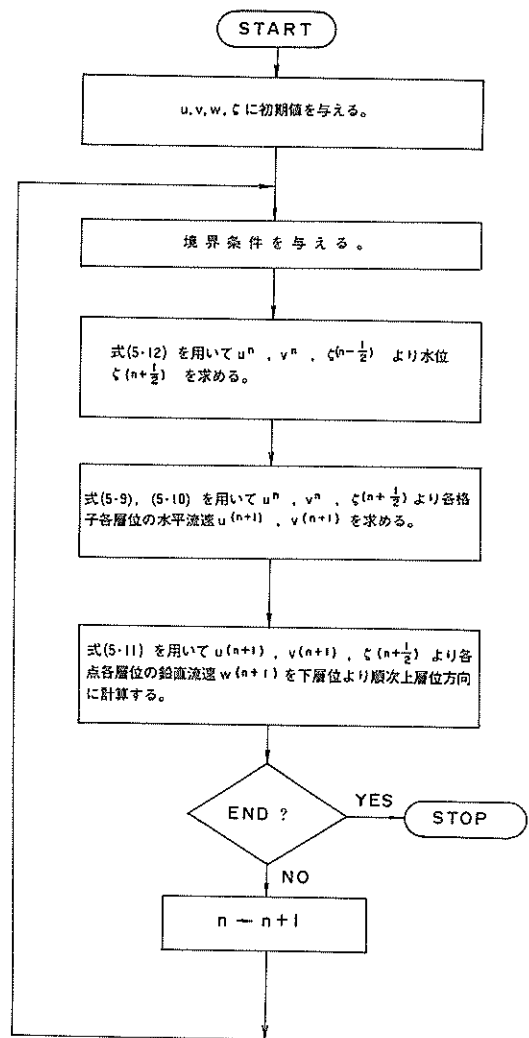 START
u, v, w, ζ に初期値を与える。
境界条件を与える。
式(5・12) を用いて uⁿ , vⁿ , ζ^(n-1/2) より水位
ζ^(n+1/2) を求める。
式(5・9), (5・10) を用いて uⁿ , vⁿ , ζ^(n+1/2) より各格
子各層位の水平流速 u^(n+1) , v^(n+1) を求める。
式(5・11) を用いて u^(n+1) , v^(n+1) , ζ^(n+1/2) より各
点各層位の鉛直流速 w^(n+1) を下層位より順次上層位方向
に計算する。
END ?
YES
STOP
NO
n ← n+1